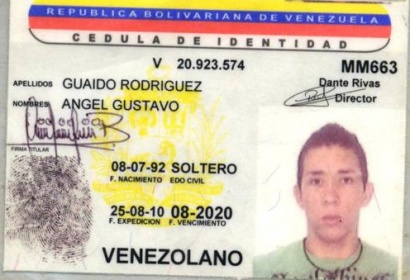 REPUBLICA BOLIVARIANA DE VENEZUELA
CEDULA DE IDENTIDAD
V 20.923.574 MM663
APELLIDOS GUAIDO RODRIGUEZ
Dante Rivas
Director
NOMBRES ANGEL GUSTAVO
FIRMA TITULAR
08-07-92 SOLTERO
F. NACIMIENTO EDO CIVIL
25-08-10 08-2020
F. EXPEDICION F. VENCIMIENTO
VENEZOLANO